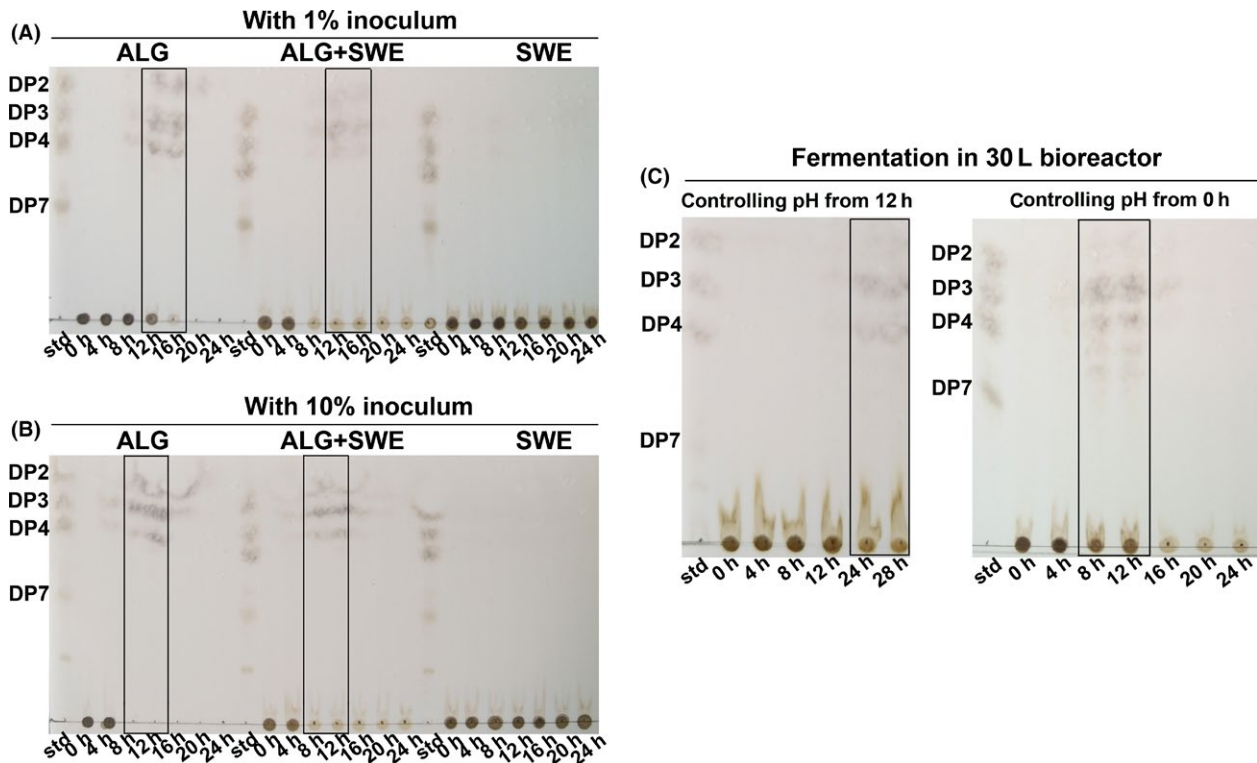 (A)
With 1% inoculum
ALG ALG+SWE SWE
DP2
DP3
DP4
DP7
std 0 h 4 h 8 h 12 h 16 h 20 h 24 h std 0 h 4 h 8 h 12 h 16 h 20 h 24 h std 0 h 4 h 8 h 12 h 16 h 20 h 24 h
(B)
With 10% inoculum
ALG ALG+SWE SWE
DP2
DP3
DP4
DP7
std 0 h 4 h 8 h 12 h 16 h 20 h 24 h std 0 h 4 h 8 h 12 h 16 h 20 h 24 h std 0 h 4 h 8 h 12 h 16 h 20 h 24 h
(C)
Fermentation in 30 L bioreactor
Controlling pH from 12 h
DP2
DP3
DP4
DP7
std 0 h 4 h 8 h 12 h 24 h 28 h
Controlling pH from 0 h
DP2
DP3
DP4
DP7
std 0 h 4 h 8 h 12 h 16 h 20 h 24 h